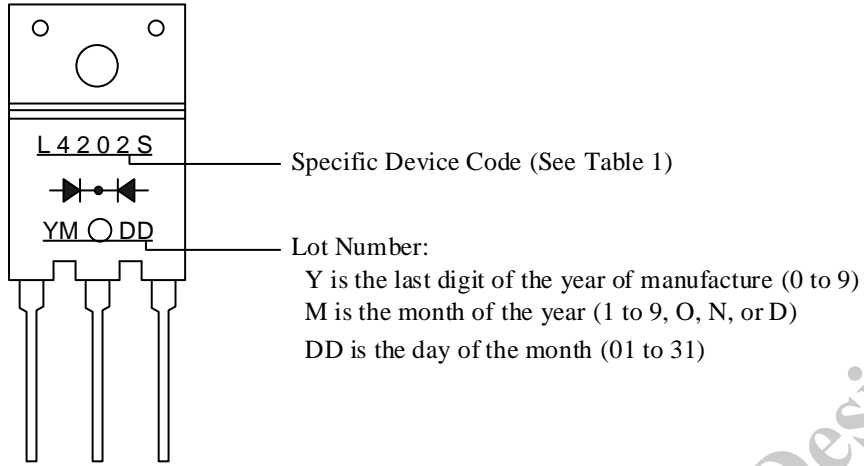 L4202S
Specific Device Code (See Table 1)
YM DD
Lot Number:
Y is the last digit of the year of manufacture (0 to 9)
M is the month of the year (1 to 9, O, N, or D)
DD is the day of the month (01 to 31)